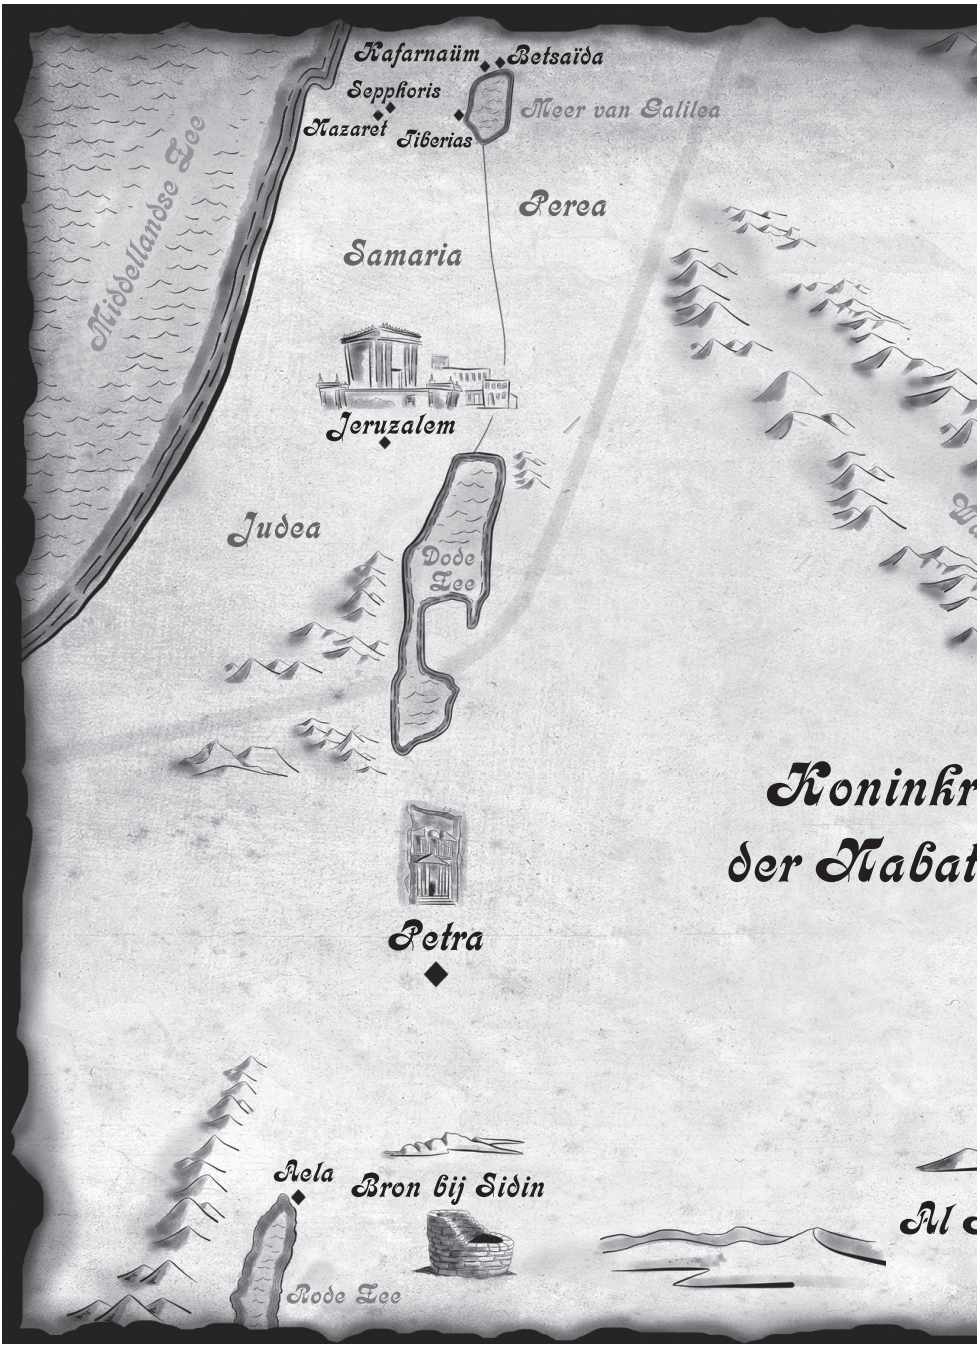 Kafarnaüm
Betsaïda
Sepphoris
Nazaret
Tiberias
Meer van Galilea
Middellandse Zee
Perea
Samaria
Jeruzalem
Judea
Dode
Zee
Koninkr
der Nabat
Petra
Aela
Bron bij Sidin
Al
Rode Zee